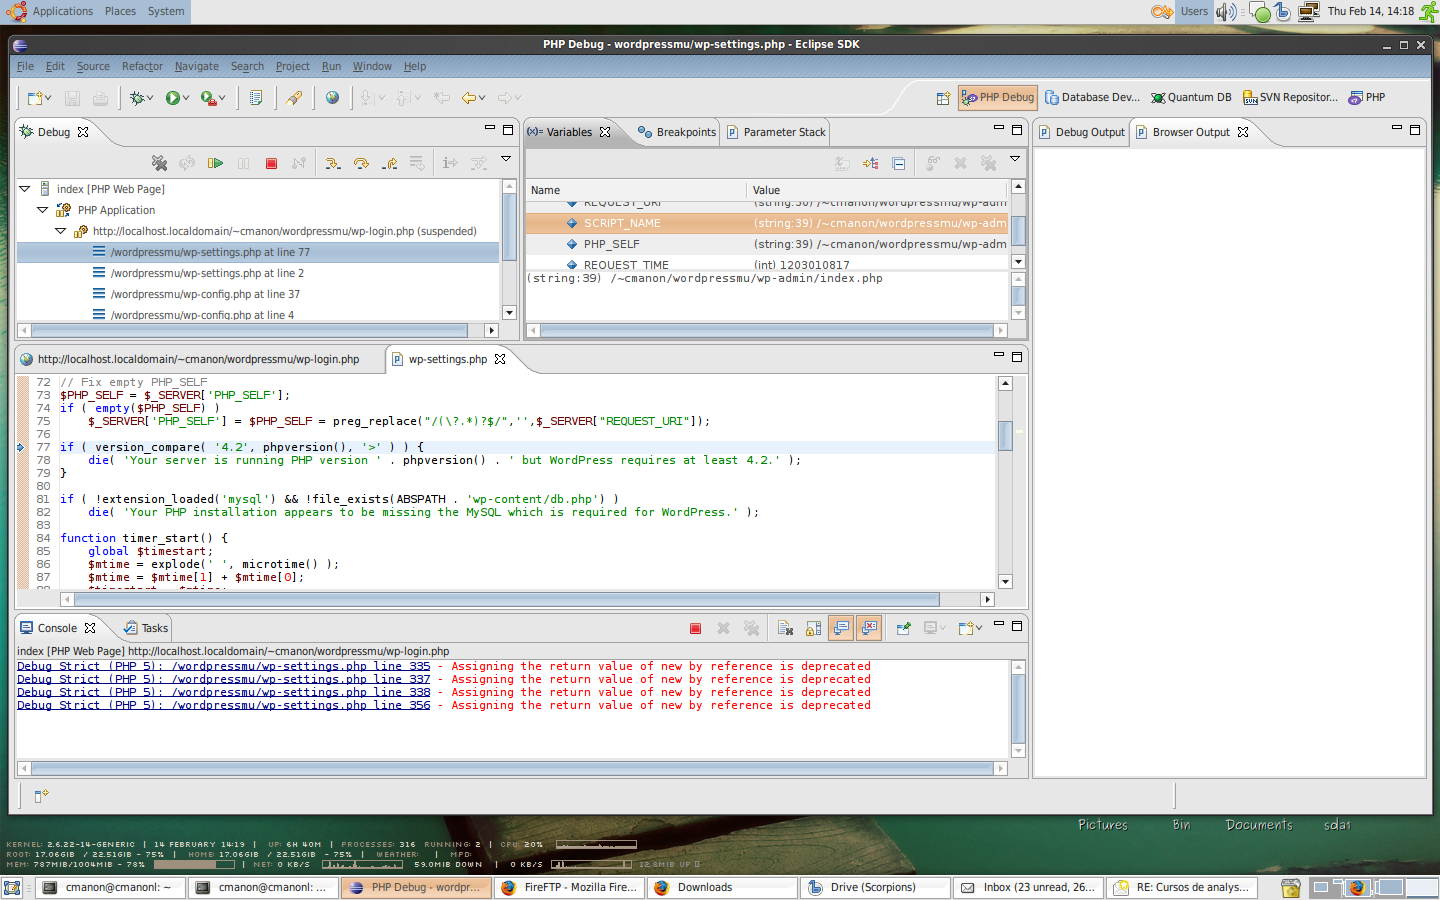 Applications Places System
Users
Thu Feb 14, 14:18
PHP Debug - wordpressmu/wp-settings.php - Eclipse SDK
File Edit Source Refactor Navigate Search Project Run Window Help
PHP Debug Database Dev... Quantum DB SVN Repositor... PHP
Debug
Variables Breakpoints Parameter Stack
Debug Output Browser Output
index [PHP Web Page]
PHP Application
http://localhost.localdomain/~cmanon/wordpressmu/wp-login.php (suspended)
/wordpressmu/wp-settings.php at line 77
/wordpressmu/wp-settings.php at line 2
/wordpressmu/wp-config.php at line 37
/wordpressmu/wp-config.php at line 4
Name Value
REQUEST_URI (string:50) /~cmanon/wordpressmu/wp-adm
SCRIPT_NAME (string:39) /~cmanon/wordpressmu/wp-adm
PHP_SELF (string:39) /~cmanon/wordpressmu/wp-adm
REQUEST_TIME (int) 1203010817
(string:39) /~cmanon/wordpressmu/wp-admin/index.php
http://localhost.localdomain/~cmanon/wordpressmu/wp-login.php
wp-settings.php
72 // Fix empty PHP_SELF
73 $PHP_SELF = $_SERVER['PHP_SELF'];
74 if ( empty($PHP_SELF) )
75 $_SERVER['PHP_SELF'] = $PHP_SELF = preg_replace("/(\?.*)?$/",'',$_SERVER["REQUEST_URI"]);
76
77 if ( version_compare( '4.2', phpversion(), '>' ) ) {
78 die( 'Your server is running PHP version ' . phpversion() . ' but WordPress requires at least 4.2.' );
79 }
80
81 if ( !extension_loaded('mysql') && !file_exists(ABSPATH . 'wp-content/db.php') )
82 die( 'Your PHP installation appears to be missing the MySQL which is required for WordPress.' );
83
84 function timer_start() {
85 global $timestart;
86 $mtime = explode(' ', microtime() );
87 $mtime = $mtime[1] + $mtime[0];
88 $timestart = $mtime;
Console Tasks
index [PHP Web Page] http://localhost.localdomain/~cmanon/wordpressmu/wp-login.php
Debug Strict (PHP 5): /wordpressmu/wp-settings.php line 335 - Assigning the return value of new by reference is deprecated
Debug Strict (PHP 5): /wordpressmu/wp-settings.php line 337 - Assigning the return value of new by reference is deprecated
Debug Strict (PHP 5): /wordpressmu/wp-settings.php line 338 - Assigning the return value of new by reference is deprecated
Debug Strict (PHP 5): /wordpressmu/wp-settings.php line 356 - Assigning the return value of new by reference is deprecated
Pictures Bin Documents sda1
KERNEL: 2.6.22-14-GENERIC | 14 FEBRUARY 14:19 | UP: 6H 40M | PROCESSES: 316 RUNNING: 2 | CPU: 20%
ROOT: 17.06GIB / 22.51GIB - 75% | HOME: 17.06GIB / 22.51GIB - 75% | WEATHER: | MPD:
MEM: 787MIB/1004MIB - 78% | NET: 0 KB/S 59.0MIB DOWN | 0 KB/S 12.8MIB UP
cmanon@cmanonl: ~
cmanon@cmanonl: ...
PHP Debug - wordpr...
FireFTP - Mozilla Fire...
Downloads
Drive (Scorpions)
Inbox (23 unread, 26...
RE: Cursos de analys...